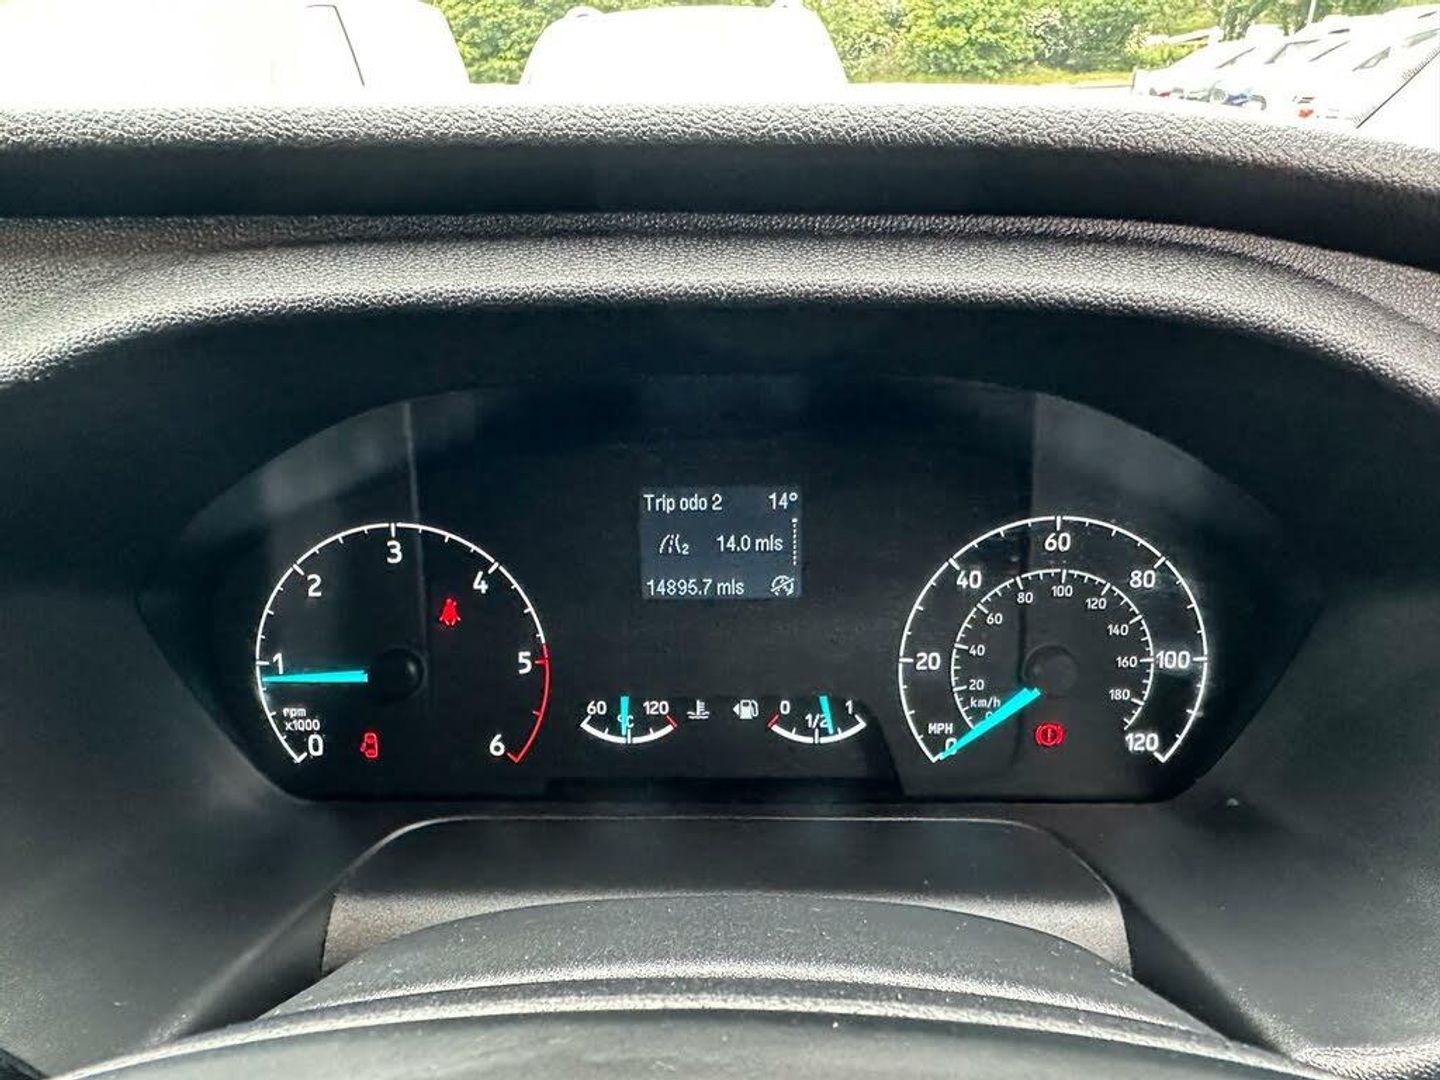 Trip odo 2 14°
2 14.0 mls
14895.7 mls
0 1 2 3 4 5 6
rpm
x1000
60 120
°C
0 1/2 1
0 20 40 60 80 100 120
MPH
0 20 40 60 80 100 120 140 160 180
km/h